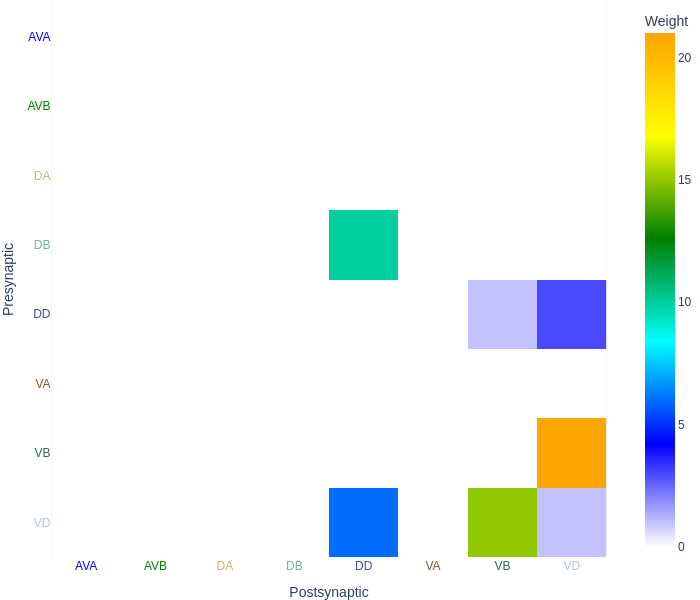 Weight
AVA
AVB
DA
DB
DD
VA
VB
VD
Presynaptic
AVA AVB DA DB DD VA VB VD
Postsynaptic
20
15
10
5
0